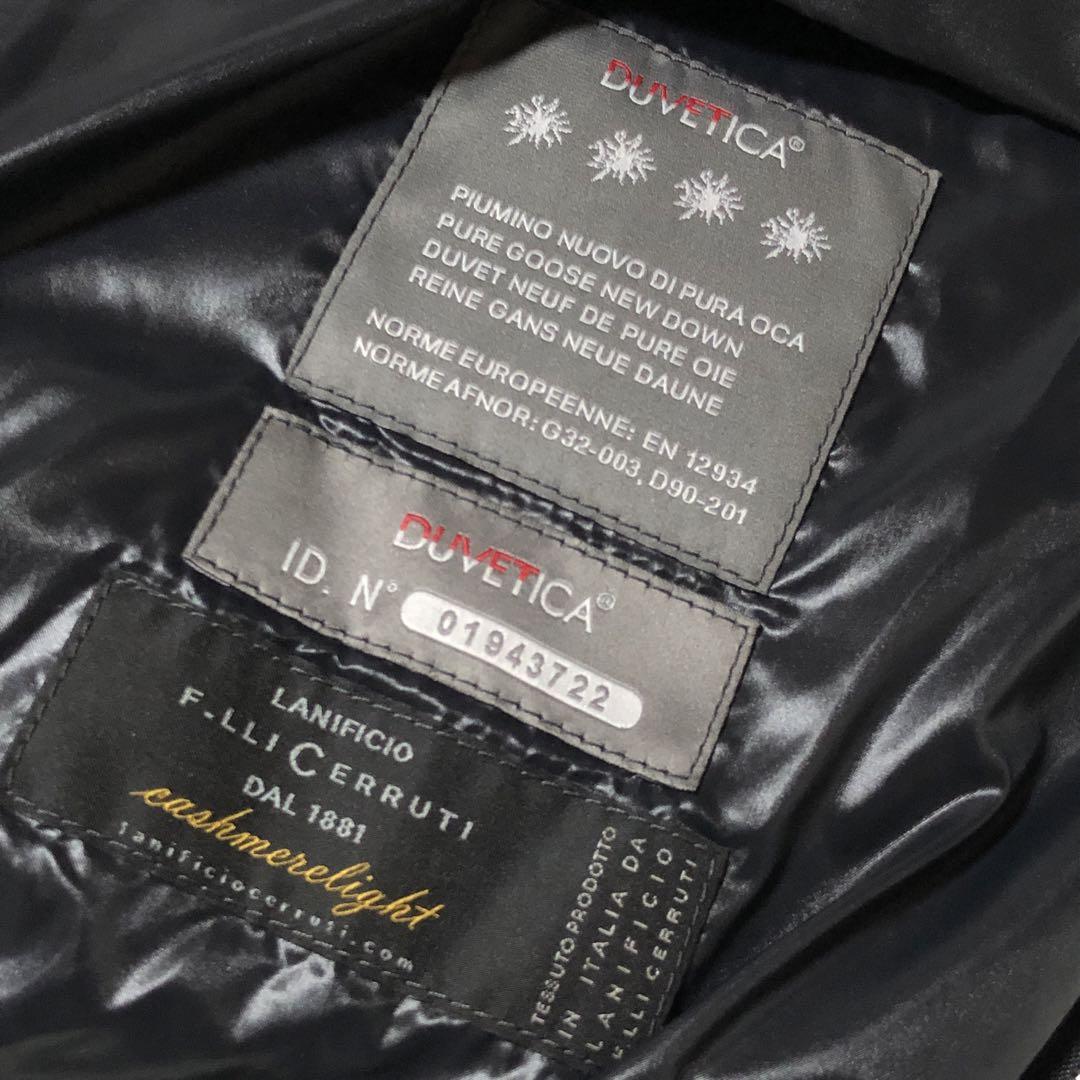 DUVETICA®
PIUMINO NUOVO DI PURA OCA
PURE GOOSE NEW DOWN
DUVET NEUF DE PURE OIE
REINE GANS NEUE DAUNE
NORME EUROPEENNE: EN 12934
NORME AFNOR: G32-003, D90-201
DUVETICA®
ID. N° 01943722
LANIFICIO
F-LLI CERRUTI
DAL 1881
cashmerelight
lanificiocerruti.com
TESSUTO PRODOTTO
IN ITALIA DA
LANIFICIO
F.LLI CERRUTI